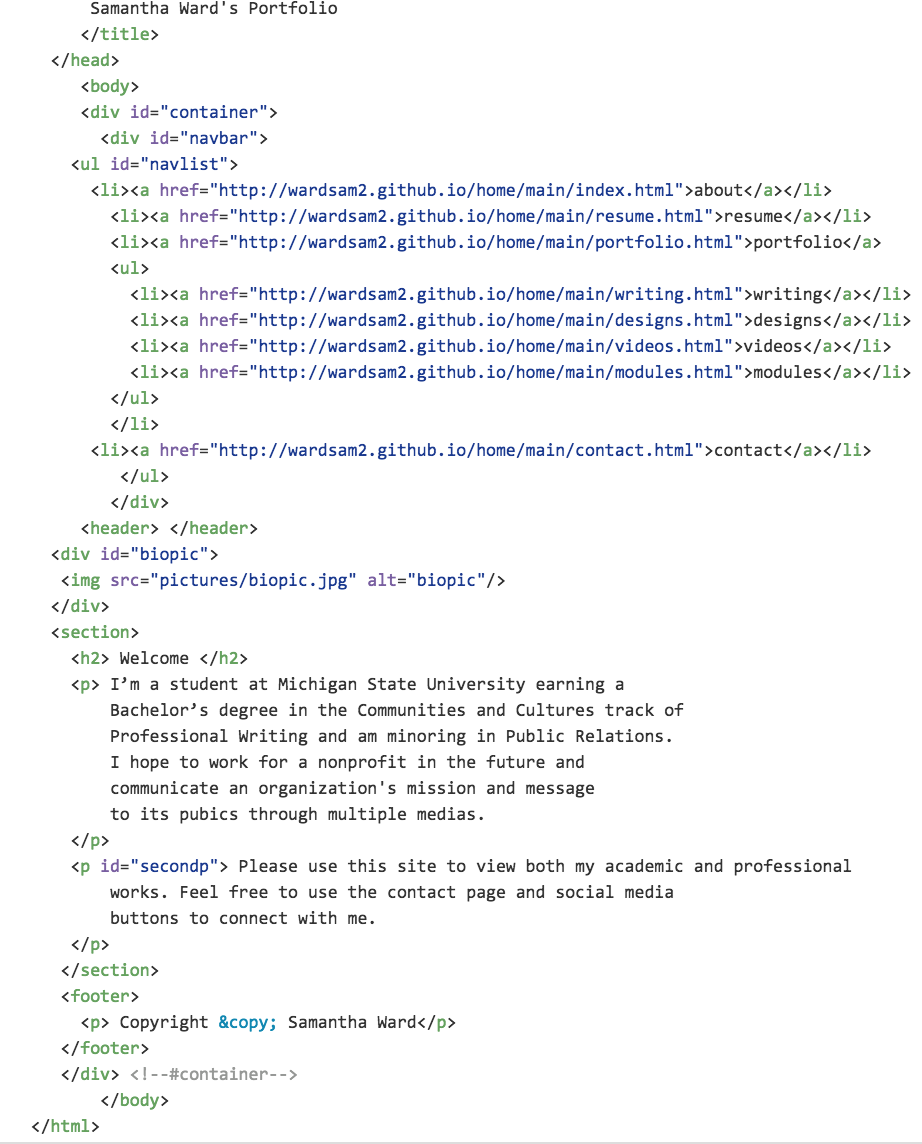 Samantha Ward's Portfolio
</title>
</head>
<body>
<div id="container">
<div id="navbar">
<ul id="navlist">
<li><a href="http://wardsam2.github.io/home/main/index.html">about</a></li>
<li><a href="http://wardsam2.github.io/home/main/resume.html">resume</a></li>
<li><a href="http://wardsam2.github.io/home/main/portfolio.html">portfolio</a>
<ul>
<li><a href="http://wardsam2.github.io/home/main/writing.html">writing</a></li>
<li><a href="http://wardsam2.github.io/home/main/designs.html">designs</a></li>
<li><a href="http://wardsam2.github.io/home/main/videos.html">videos</a></li>
<li><a href="http://wardsam2.github.io/home/main/modules.html">modules</a></li>
</ul>
</li>
<li><a href="http://wardsam2.github.io/home/main/contact.html">contact</a></li>
</ul>
</div>
<header> </header>
<div id="biopic">
<img src="pictures/biopic.jpg" alt="biopic"/>
</div>
<section>
<h2> Welcome </h2>
<p> I’m a student at Michigan State University earning a
Bachelor’s degree in the Communities and Cultures track of
Professional Writing and am minoring in Public Relations.
I hope to work for a nonprofit in the future and
communicate an organization's mission and message
to its pubics through multiple medias.
</p>
<p id="secondp"> Please use this site to view both my academic and professional
works. Feel free to use the contact page and social media
buttons to connect with me.
</p>
</section>
<footer>
<p> Copyright &copy; Samantha Ward</p>
</footer>
</div> <!--#container-->
</body>
</html>